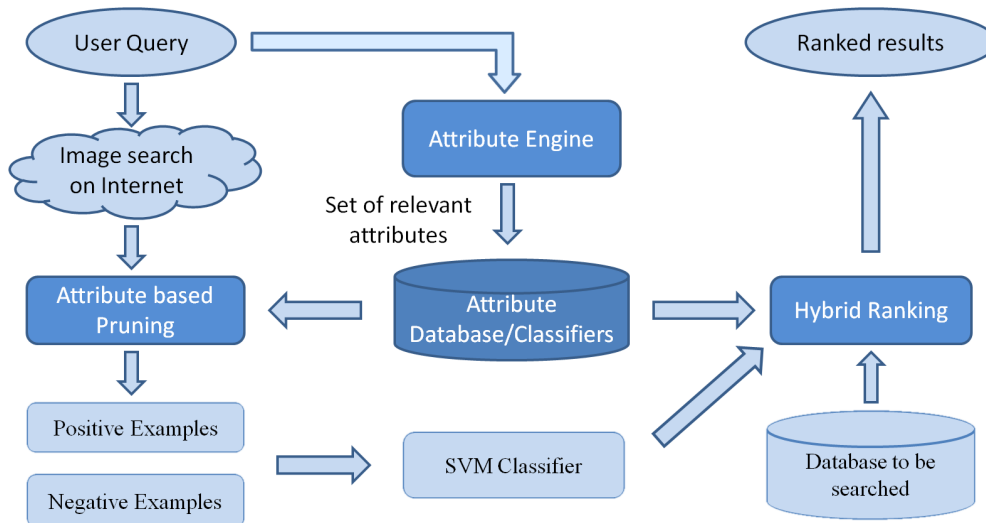 User Query
Ranked results
Attribute Engine
Image search
on Internet
Set of relevant
attributes
Attribute based
Pruning
Attribute
Database/Classifiers
Hybrid Ranking
Positive Examples
SVM Classifier
Database to be
searched
Negative Examples